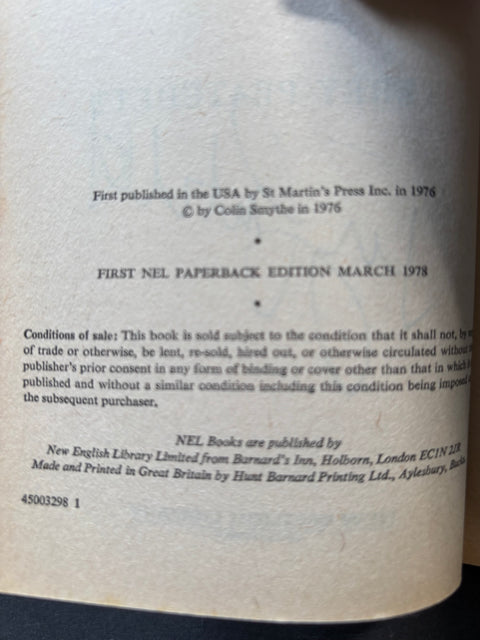 First published in the USA by St Martin's Press Inc. in 1976
© by Colin Smythe in 1976
FIRST NEL PAPERBACK EDITION MARCH 1978
Conditions of sale: This book is sold subject to the condition that it shall not, by
of trade or otherwise, be lent, re-sold, hired out, or otherwise circulated without
publisher's prior consent in any form of binding or cover other than that in which
published and without a similar condition including this condition being imposed
the subsequent purchaser.
NEL Books are published by
New English Library Limited from Barnard's Inn, Holborn, London EC1N 2JR
Made and Printed in Great Britain by Hunt Barnard Printing Ltd., Aylesbury, Bucks
45003298 1